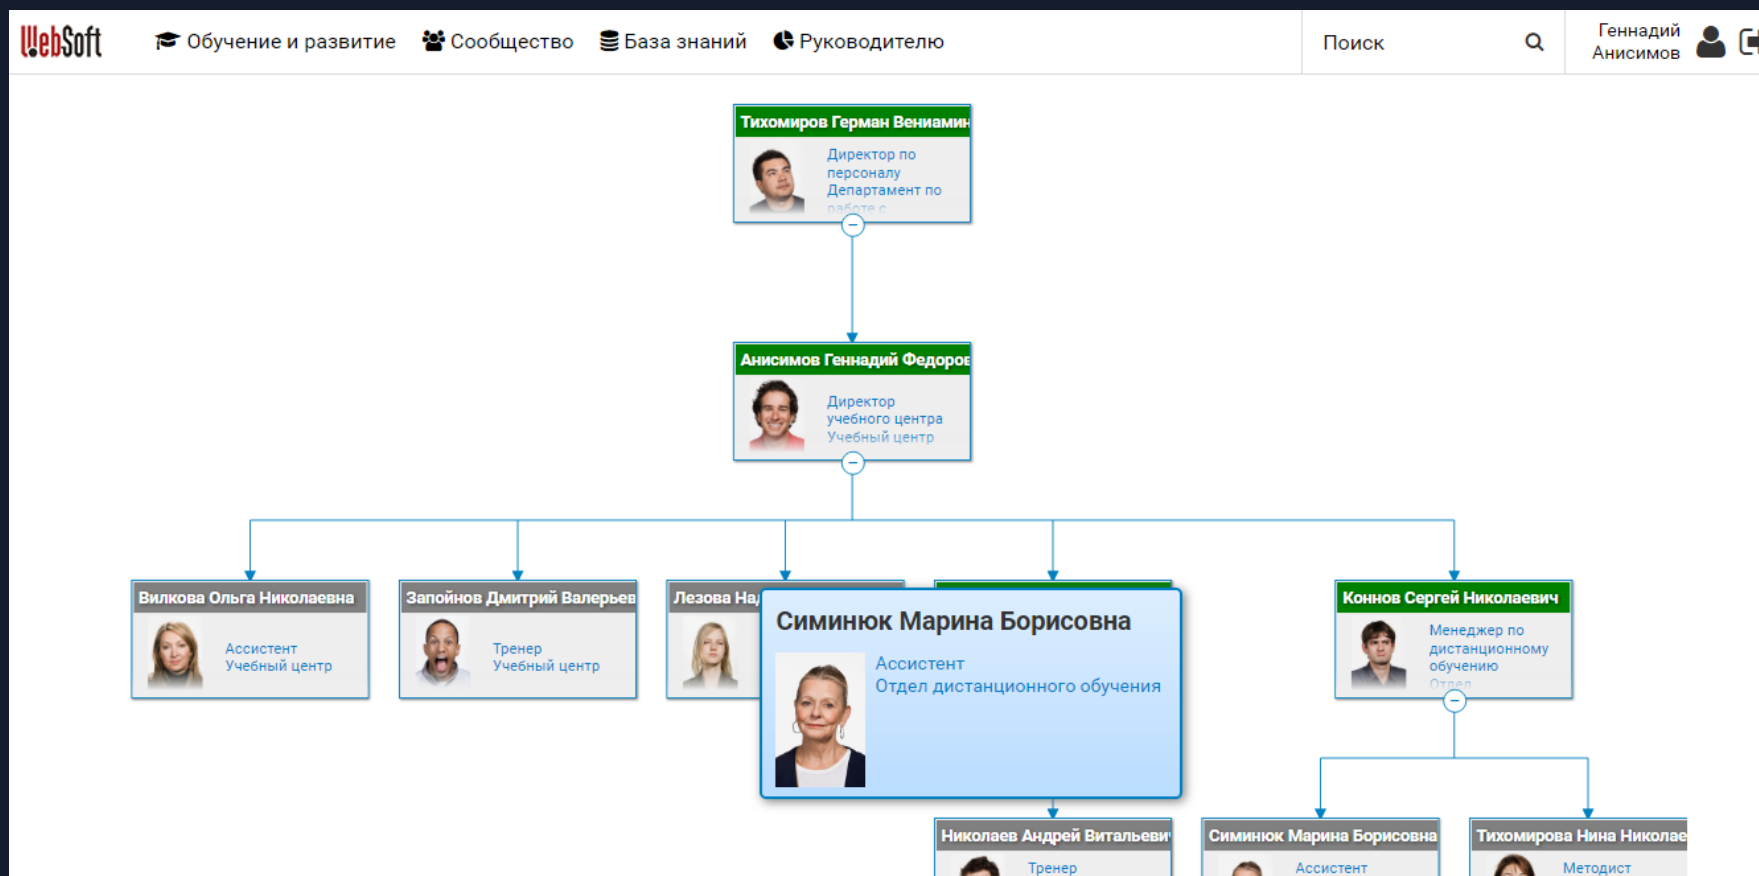 WebSoft
Обучение и развитие
Сообщество
База знаний
Руководителю
Поиск
Геннадий
Анисимов
Тихомиров Герман Вениамин
Директор по
персоналу
Департамент по
работе с
Анисимов Геннадий Федоров
Директор
учебного центра
Учебный центр
Вилкова Ольга Николаевна
Ассистент
Учебный центр
Запойнов Дмитрий Валерьев
Тренер
Учебный центр
Лезова Над
Симинюк Марина Борисовна
Ассистент
Отдел дистанционного обучения
Коннов Сергей Николаевич
Менеджер по
дистанционному
обучению
Отдел
Николаев Андрей Витальеви
Тренер
Симинюк Марина Борисовна
Ассистент
Тихомирова Нина Николае
Методист